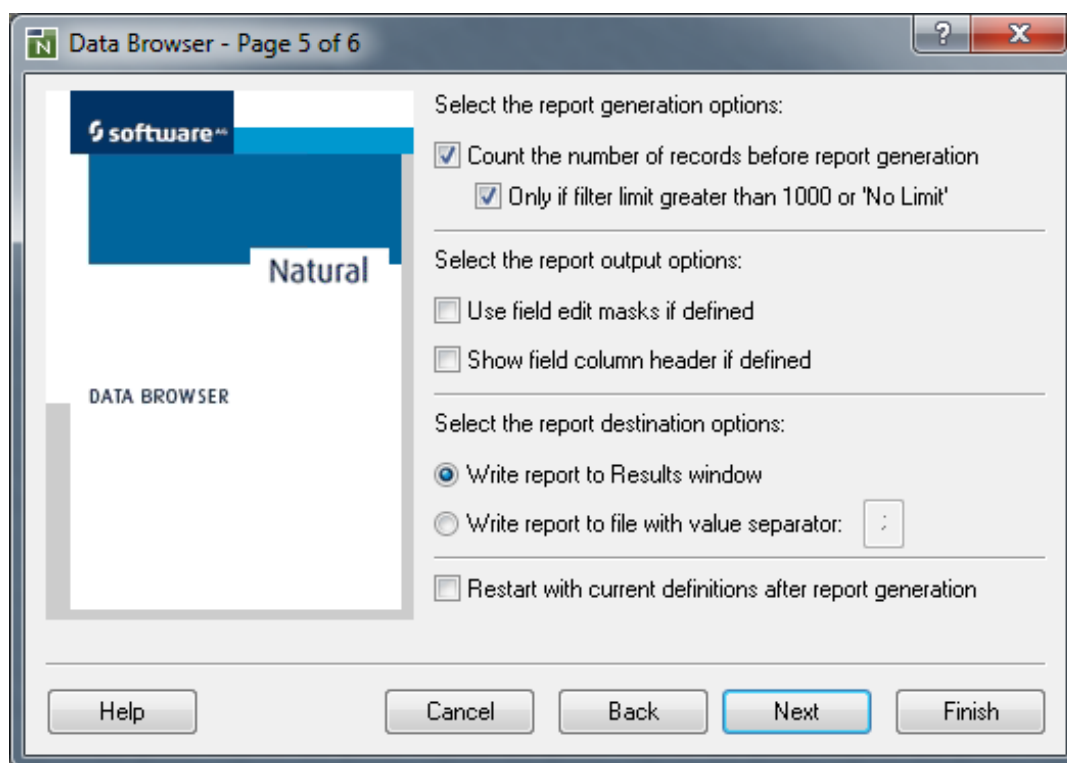 Data Browser - Page 5 of 6
software AG
Natural
DATA BROWSER
Select the report generation options:
Count the number of records before report generation
Only if filter limit greater than 1000 or 'No Limit'
Select the report output options:
Use field edit masks if defined
Show field column header if defined
Select the report destination options:
Write report to Results window
Write report to file with value separator: ;
Restart with current definitions after report generation
Help Cancel Back Next Finish